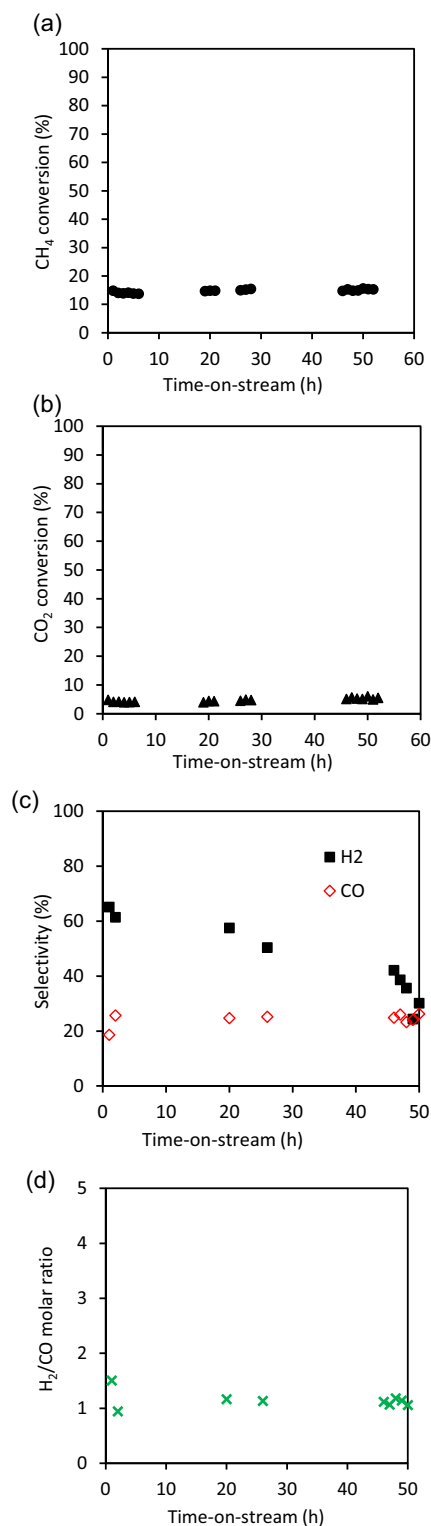 (a)
CH₄ conversion (%)
100
90
80
70
60
50
40
30
20
10
0
0 10 20 30 40 50 60
Time-on-stream (h)
(b)
CO₂ conversion (%)
100
90
80
70
60
50
40
30
20
10
0
0 10 20 30 40 50 60
Time-on-stream (h)
(c)
Selectivity (%)
100
80
60
40
20
0
H2
CO
0 10 20 30 40 50
Time-on-stream (h)
(d)
H₂/CO molar ratio
5
4
3
2
1
0
0 10 20 30 40 50
Time-on-stream (h)